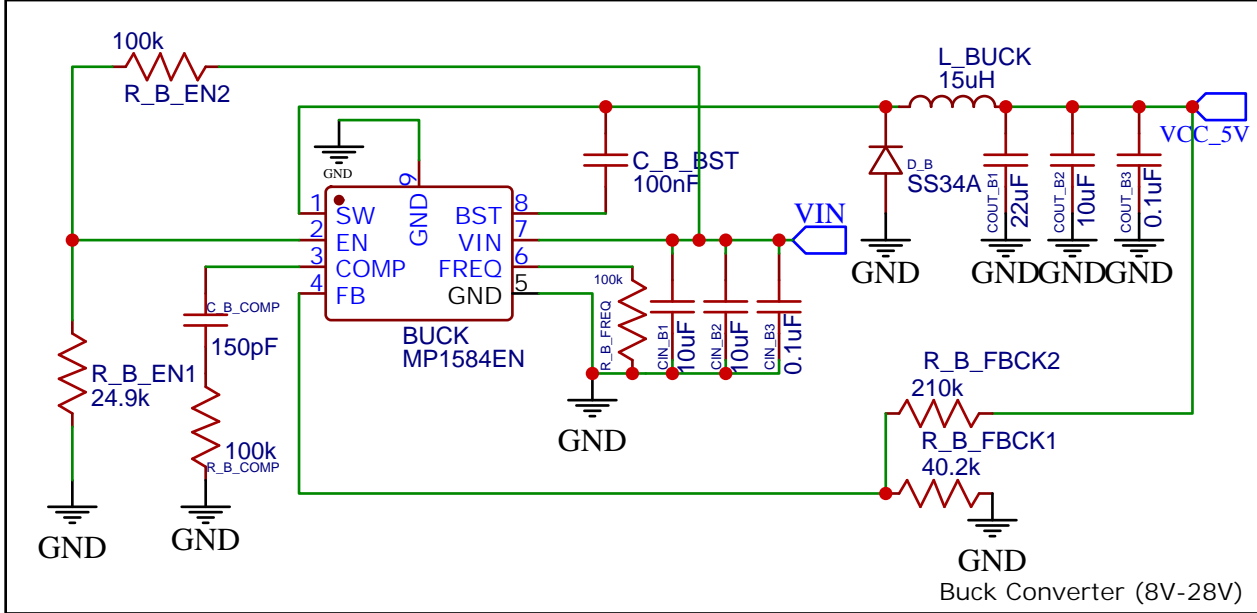 100k
R_B_EN2
L_BUCK
15uH
VCC_5V
GND
C_B_BST
100nF
D_B
SS34A
COUT_B1
22uF
COUT_B2
10uF
COUT_B3
0.1uF
9
GND
1
SW
2
EN
3
COMP
4
FB
BST
8
VIN
7
FREQ
6
GND
5
VIN
GND
GND
GND
GND
BUCK
MP1584EN
100k
R_B_FREQ
CIN_B1
10uF
CIN_B2
10uF
CIN_B3
0.1uF
C_B_COMP
150pF
R_B_EN1
24.9k
100k
R_B_COMP
GND
R_B_FBCK2
210k
R_B_FBCK1
40.2k
GND
GND
GND
Buck Converter (8V-28V)